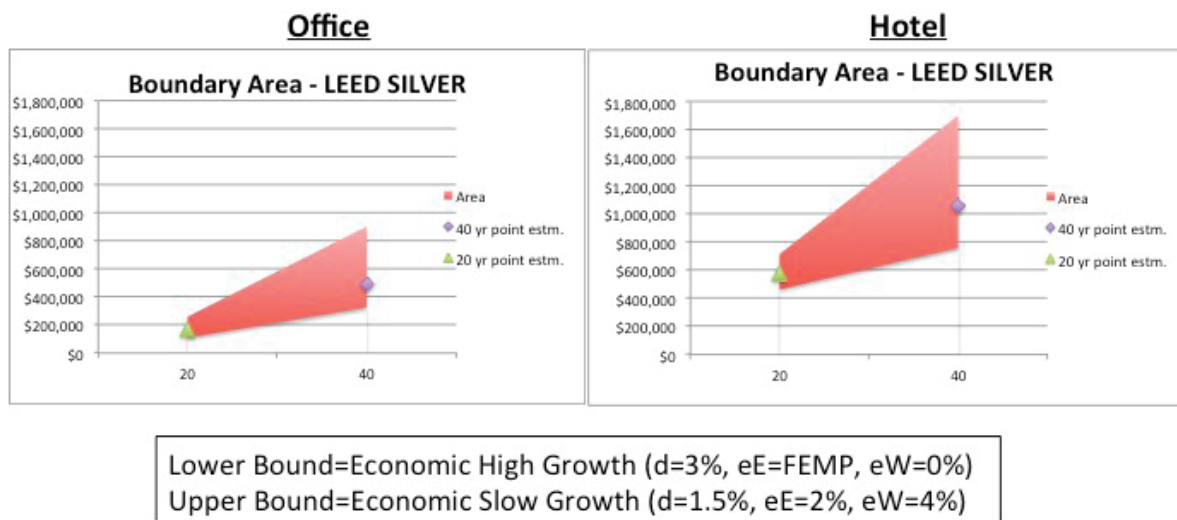 Office
Boundary Area - LEED SILVER
$1,800,000
$1,600,000
$1,400,000
$1,200,000
$1,000,000
$800,000
$600,000
$400,000
$200,000
$0
20
40
Area
40 yr point estm.
20 yr point estm.
Hotel
Boundary Area - LEED SILVER
$1,800,000
$1,600,000
$1,400,000
$1,200,000
$1,000,000
$800,000
$600,000
$400,000
$200,000
$0
20
40
Area
40 yr point estm.
20 yr point estm.
Lower Bound=Economic High Growth (d=3%, eE=FEMP, eW=0%)
Upper Bound=Economic Slow Growth (d=1.5%, eE=2%, eW=4%)